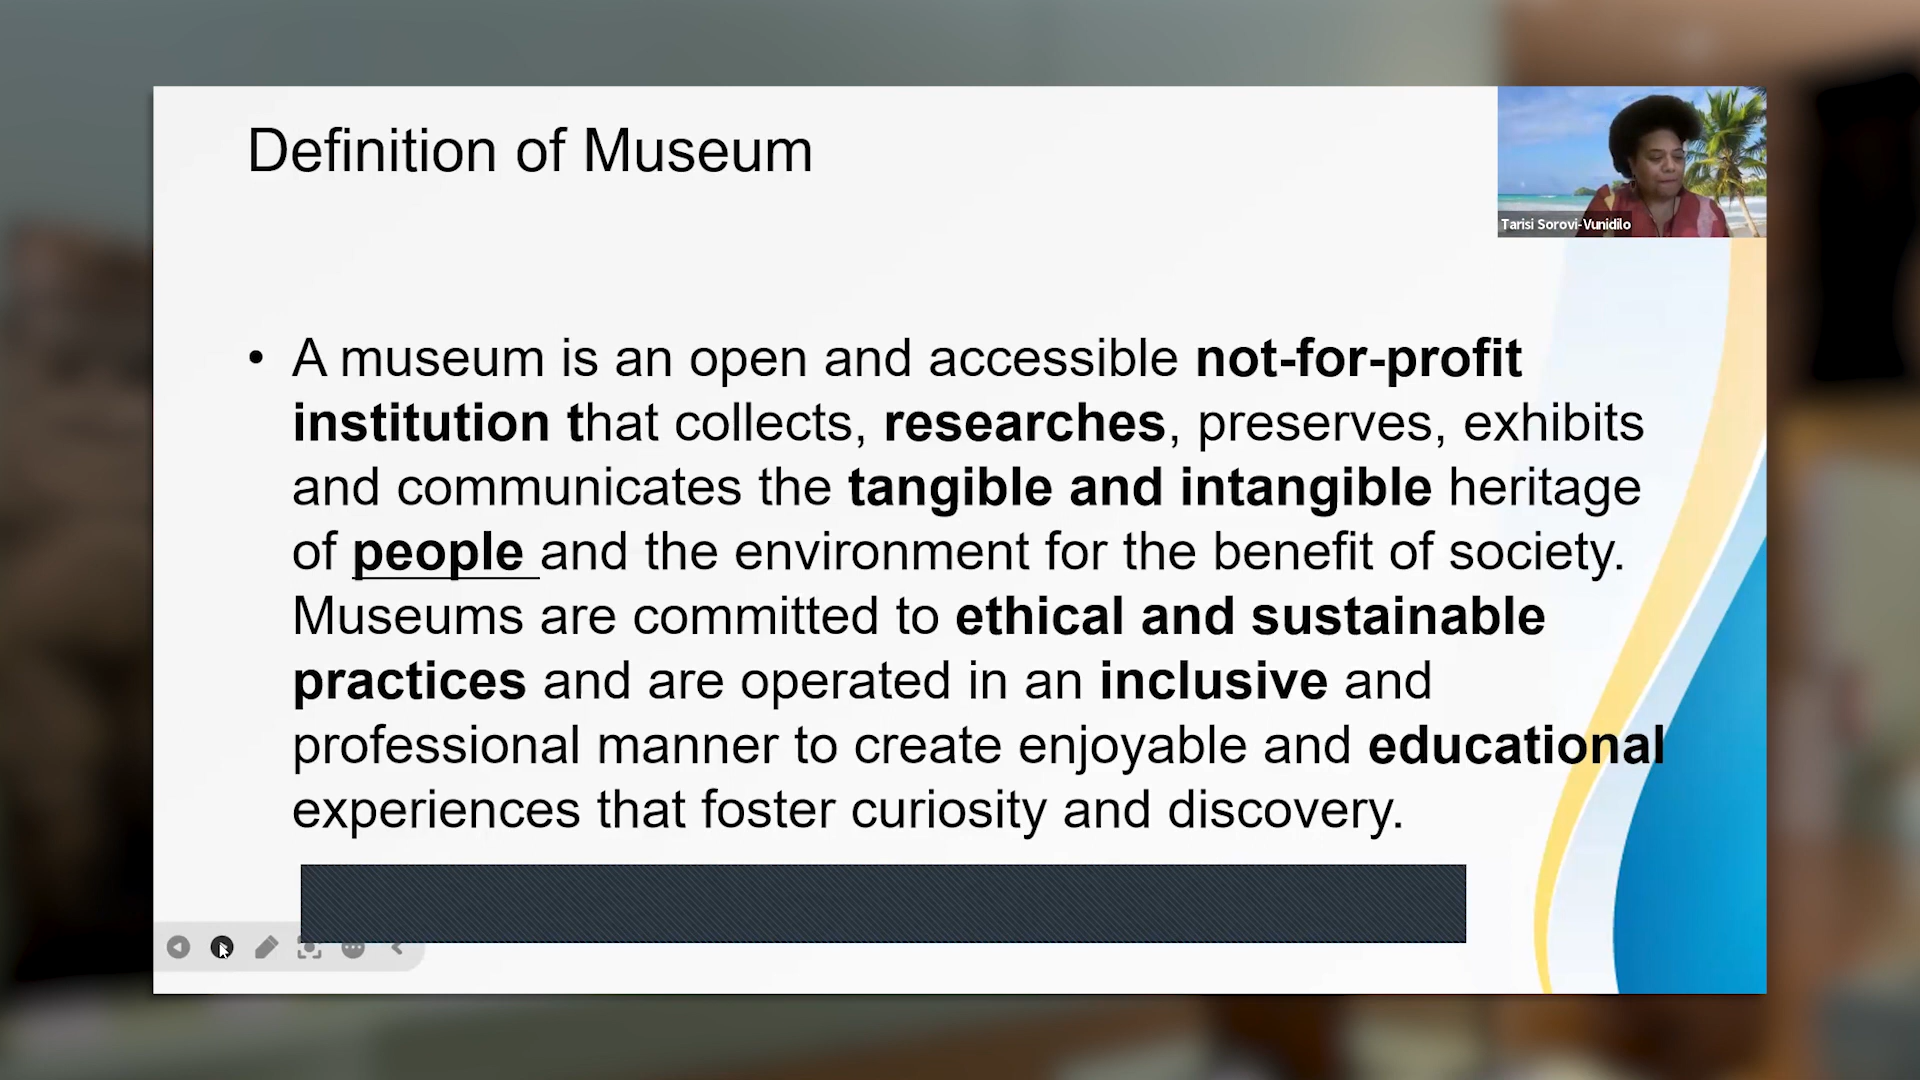 Definition of Museum
Tarisi Sorovi-Vunidilo
• A museum is an open and accessible not-for-profit
institution that collects, researches, preserves, exhibits
and communicates the tangible and intangible heritage
of people and the environment for the benefit of society.
Museums are committed to ethical and sustainable
practices and are operated in an inclusive and
professional manner to create enjoyable and educational
experiences that foster curiosity and discovery.